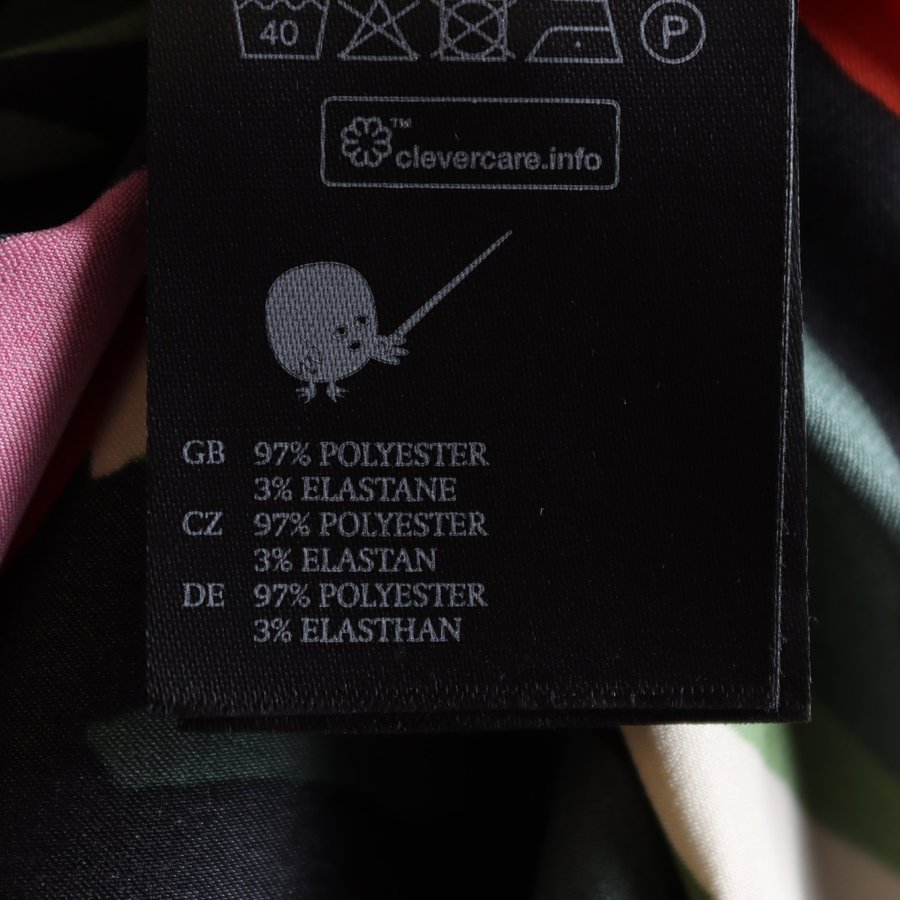 40 P
™
clevercare.info
GB 97% POLYESTER
3% ELASTANE
CZ 97% POLYESTER
3% ELASTAN
DE 97% POLYESTER
3% ELASTHAN